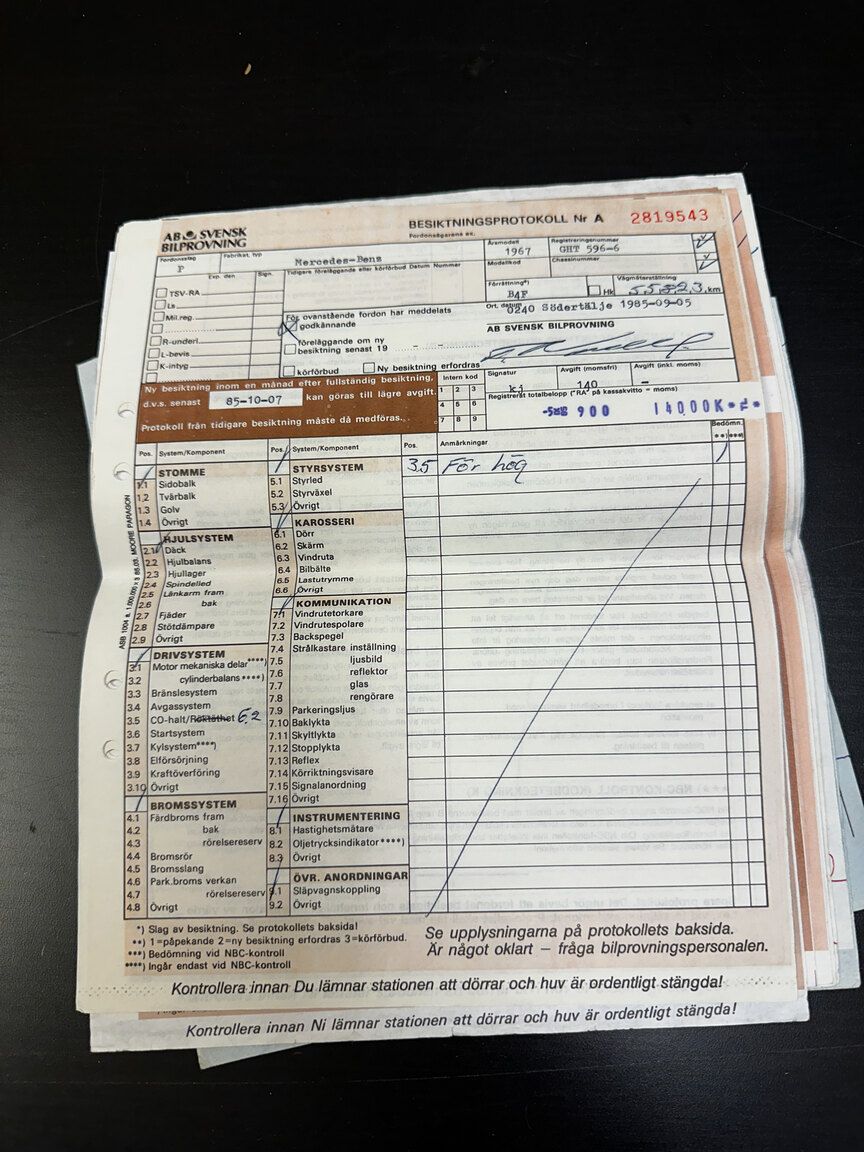 AB SVENSK
BILPROVNING
BESIKTNINGSPROTOKOLL Nr A 2819543
Fordonsägarens ex.
Fordonsslag
P
Fabrikat, typ
Mercedes-Benz
Årsmodell
1967
Registreringsnummer
GHT 596-6
Modellkod
Chassinummer
Exp. den
Sign.
Tidigare föreläggande eller körförbud Datum Nummer
Förrättning*)
B4F
Hk
Vägmätarställning
55823 km
TSV-RA
Ls
Mil.reg.
R-underl.
L-bevis
K-intyg
För ovanstående fordon har meddelats
godkännande
föreläggande om ny
besiktning senast 19 - -
körförbud
Ny besiktning erfordras
Ort, datum
0240 Södertälje 1985-09-05
AB SVENSK BILPROVNING
Ny besiktning inom en månad efter fullständig besiktning,
d.v.s. senast 85-10-07 kan göras till lägre avgift.
Protokoll från tidigare besiktning måste då medföras.
Intern kod
1 2 3
4 5 6
7 8 9
Signatur
kj
Avgift (momsfri)
140
Avgift (inkl. moms)
-
Registrerat totalbelopp ("RA" på kassakvitto = moms)
900 14000K
Pos. System/Komponent
STOMME
1.1 Sidobalk
1.2 Tvärbalk
1.3 Golv
1.4 Övrigt
HJULSYSTEM
2.1 Däck
2.2 Hjulbalans
2.3 Hjullager
2.4 Spindelled
2.5 Länkarm fram
2.6 bak
2.7 Fjäder
2.8 Stötdämpare
2.9 Övrigt
DRIVSYSTEM
3.1 Motor mekaniska delar****)
3.2 cylinderbalans****)
3.3 Bränslesystem
3.4 Avgassystem
3.5 CO-halt/Röktäthet 6,2
3.6 Startsystem
3.7 Kylsystem****)
3.8 Elförsörjning
3.9 Kraftöverföring
3.10 Övrigt
BROMSSYSTEM
4.1 Färdbroms fram
4.2 bak
4.3 rörelsereserv
4.4 Bromsrör
4.5 Bromsslang
4.6 Park.broms verkan
4.7 rörelsereserv
4.8 Övrigt
Pos. System/Komponent
STYRSYSTEM
5.1 Styrled
5.2 Styrväxel
5.3 Övrigt
KAROSSERI
6.1 Dörr
6.2 Skärm
6.3 Vindruta
6.4 Bilbälte
6.5 Lastutrymme
6.6 Övrigt
KOMMUNIKATION
7.1 Vindrutetorkare
7.2 Vindrutespolare
7.3 Backspegel
7.4 Strålkastare inställning
7.5 ljusbild
7.6 reflektor
7.7 glas
7.8 rengörare
7.9 Parkeringsljus
7.10 Baklykta
7.11 Skyltlykta
7.12 Stopplykta
7.13 Reflex
7.14 Körriktningsvisare
7.15 Signalanordning
7.16 Övrigt
INSTRUMENTERING
8.1 Hastighetsmätare
8.2 Oljetrycksindikator****)
8.3 Övrigt
ÖVR. ANORDNINGAR
9.1 Släpvagnskoppling
9.2 Övrigt
Pos. Anmärkningar
Bedömn.
**) ***)
3.5 För hög
ASB 1004 ft. 1.000.000 x 3 85.03. MOORE PARAGON
*) Slag av besiktning. Se protokollets baksida!
**) 1=påpekande 2=ny besiktning erfordras 3=körförbud.
***) Bedömning vid NBC-kontroll
****) Ingår endast vid NBC-kontroll
Se upplysningarna på protokollets baksida.
Är något oklart – fråga bilprovningspersonalen.
Kontrollera innan Du lämnar stationen att dörrar och huv är ordentligt stängda!
Kontrollera innan Ni lämnar stationen att dörrar och huv är ordentligt stängda!